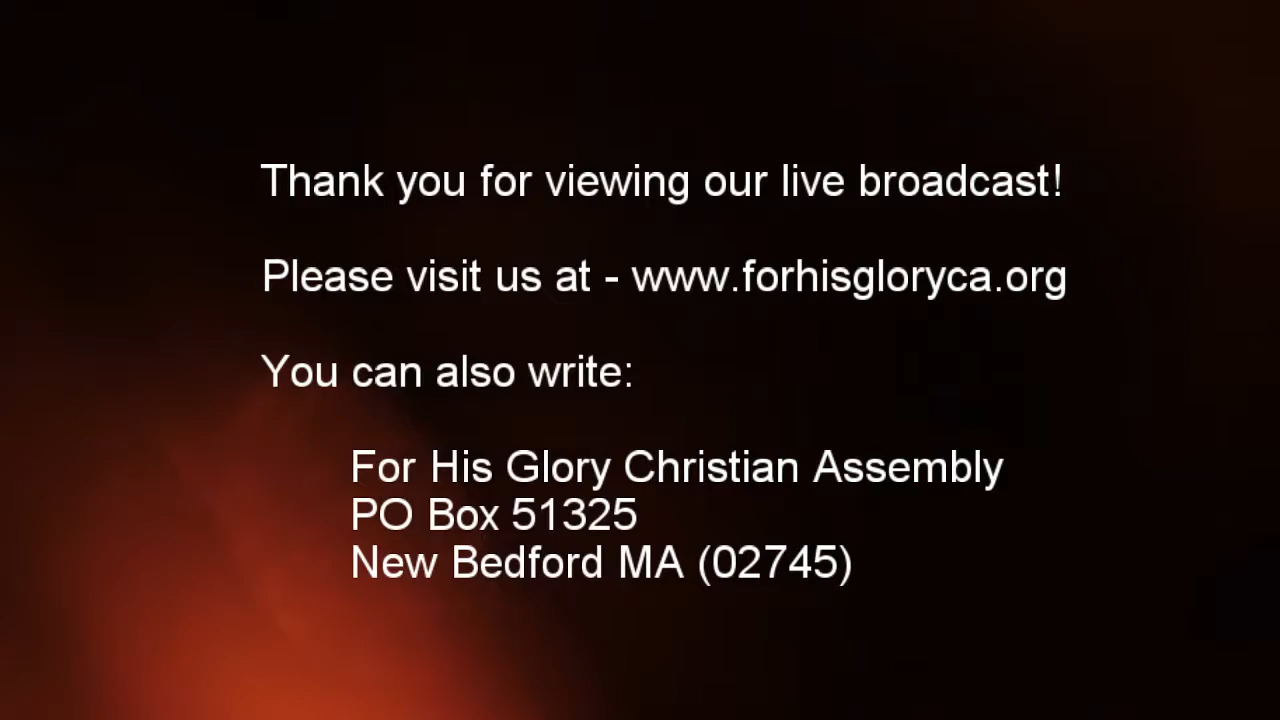 Thank you for viewing our live broadcast!
Please visit us at - www.forhisgloryca.org
You can also write:
For His Glory Christian Assembly
PO Box 51325
New Bedford MA (02745)